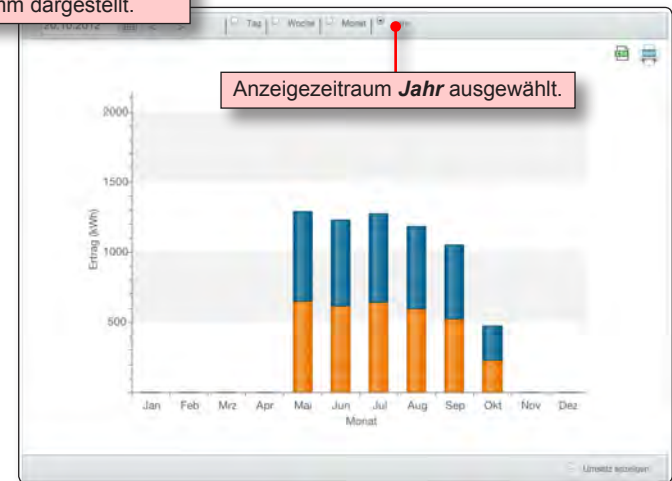 mm dargestellt.
20.10.2012 < > Tag Woche Monat
Anzeigezeitraum Jahr ausgewählt.
2000
1500
1000
500
Ertrag (kWh)
Jan Feb Mrz Apr Mai Jun Jul Aug Sep Okt Nov Dez
Monat
Umsatz anzeigen